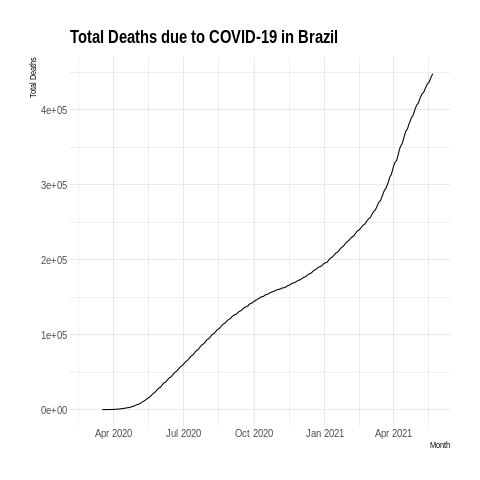 Total Deaths due to COVID-19 in Brazil
Total Deaths
4e+05
3e+05
2e+05
1e+05
0e+00
Apr 2020 Jul 2020 Oct 2020 Jan 2021 Apr 2021
Month